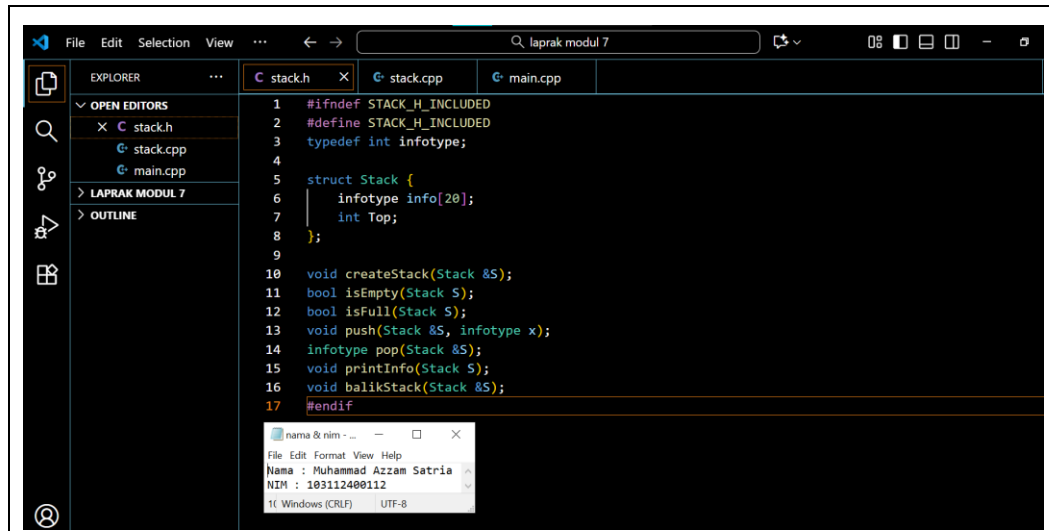 File Edit Selection View ··· ← → laprak modul 7
EXPLORER ···
OPEN EDITORS
× C stack.h
stack.cpp
main.cpp
LAPRAK MODUL 7
OUTLINE
C stack.h × stack.cpp main.cpp
1 #ifndef STACK_H_INCLUDED
2 #define STACK_H_INCLUDED
3 typedef int infotype;
4
5 struct Stack {
6 infotype info[20];
7 int Top;
8 };
9
10 void createStack(Stack &S);
11 bool isEmpty(Stack S);
12 bool isFull(Stack S);
13 void push(Stack &S, infotype x);
14 infotype pop(Stack &S);
15 void printInfo(Stack S);
16 void balikStack(Stack &S);
17 #endif
nama & nim - ...
File Edit Format View Help
Nama : Muhammad Azzam Satria
NIM : 103112400112
Windows (CRLF) UTF-8